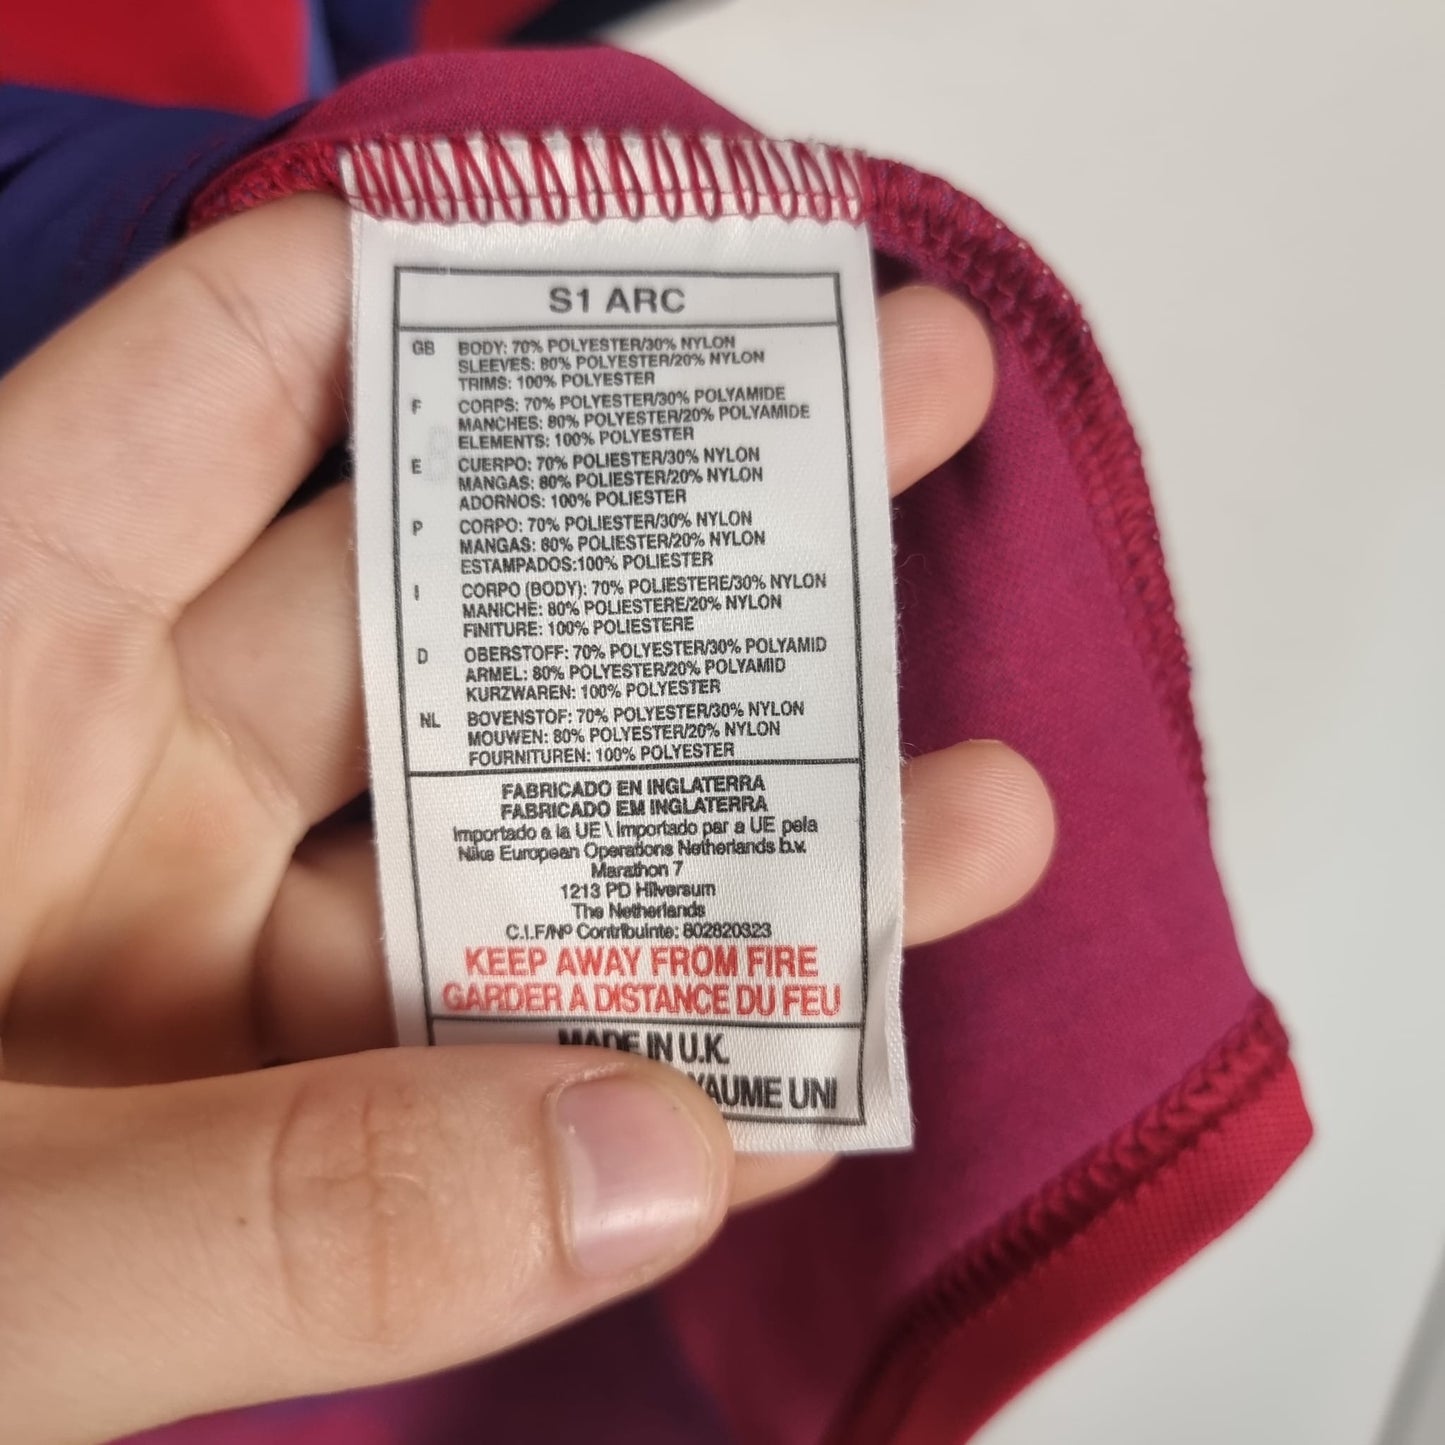 S1 ARC
GB BODY: 70% POLYESTER/30% NYLON
SLEEVES: 80% POLYESTER/20% NYLON
TRIMS: 100% POLYESTER
F CORPS: 70% POLYESTER/30% POLYAMIDE
MANCHES: 80% POLYESTER/20% POLYAMIDE
ELEMENTS: 100% POLYESTER
E CUERPO: 70% POLIESTER/30% NYLON
MANGAS: 80% POLIESTER/20% NYLON
ADORNOS: 100% POLIESTER
P CORPO: 70% POLIESTER/30% NYLON
MANGAS: 80% POLIESTER/20% NYLON
ESTAMPADOS:100% POLIESTER
I CORPO (BODY): 70% POLIESTERE/30% NYLON
MANICHE: 80% POLIESTERE/20% NYLON
FINITURE: 100% POLIESTERE
D OBERSTOFF: 70% POLYESTER/30% POLYAMID
ARMEL: 80% POLYESTER/20% POLYAMID
KURZWAREN: 100% POLYESTER
NL BOVENSTOF: 70% POLYESTER/30% NYLON
MOUWEN: 80% POLYESTER/20% NYLON
FOURNITUREN: 100% POLYESTER
FABRICADO EN INGLATERRA
FABRICADO EM INGLATERRA
Importado a la UE \ Importado par a UE pela
Nike European Operations Netherlands b.v.
Marathon 7
1213 PD Hilversum
The Netherlands
C.I.F/Nº Contribuinte: 802820323
KEEP AWAY FROM FIRE
GARDER A DISTANCE DU FEU
MADE IN U.K.
YAUME UNI